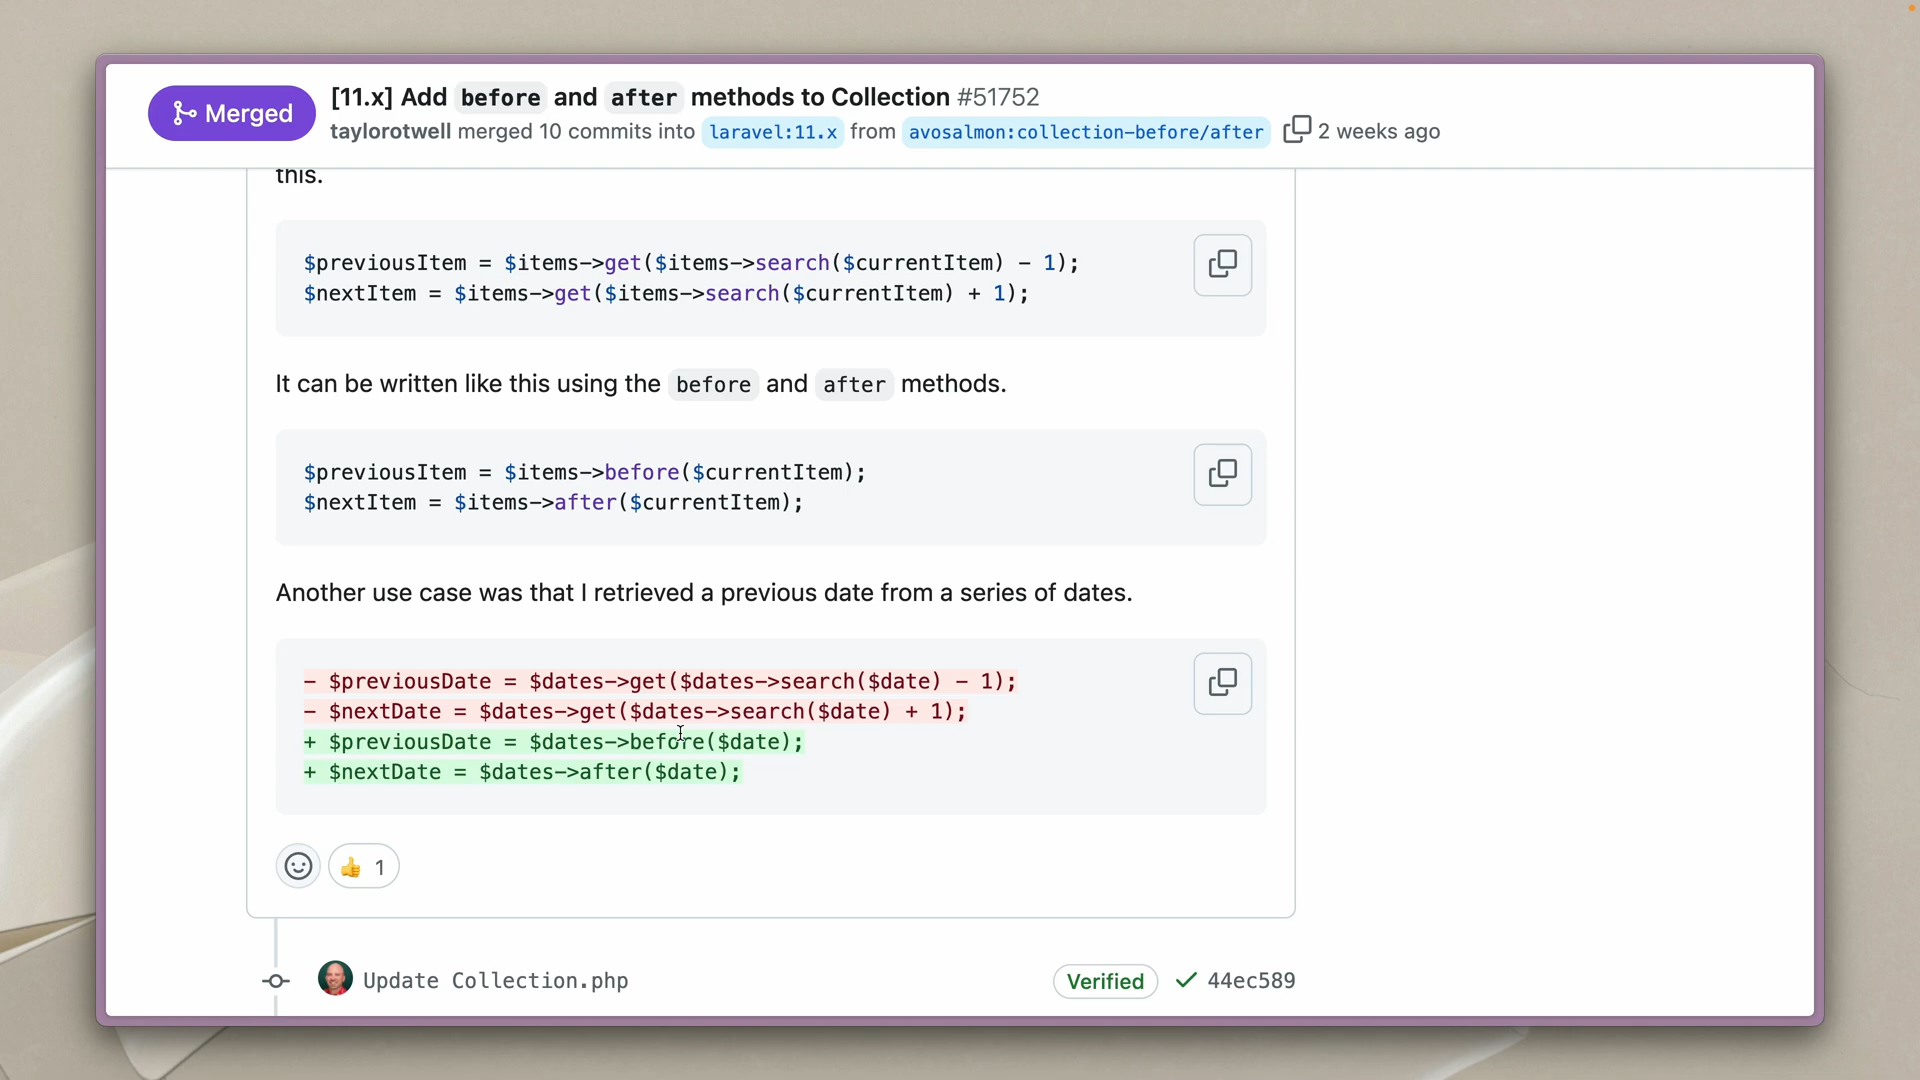 Merged
[11.x] Add before and after methods to Collection #51752
taylorotwell merged 10 commits into laravel:11.x from avosalmon:collection-before/after 2 weeks ago
this.
$previousItem = $items->get($items->search($currentItem) - 1);
$nextItem = $items->get($items->search($currentItem) + 1);
It can be written like this using the before and after methods.
$previousItem = $items->before($currentItem);
$nextItem = $items->after($currentItem);
Another use case was that I retrieved a previous date from a series of dates.
- $previousDate = $dates->get($dates->search($date) - 1);
- $nextDate = $dates->get($dates->search($date) + 1);
+ $previousDate = $dates->before($date);
+ $nextDate = $dates->after($date);
👍 1
Update Collection.php Verified 44ec589